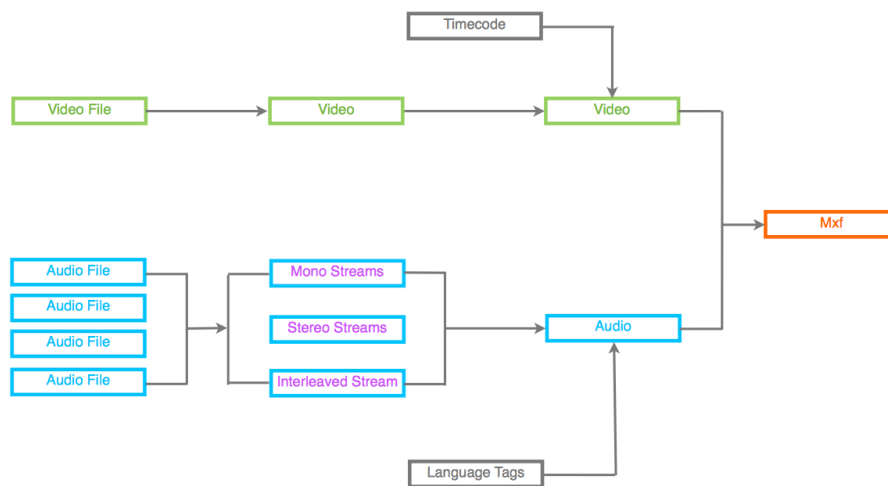 Timecode
Video File
Video
Video
Mxf
Audio File
Audio File
Audio File
Audio File
Mono Streams
Stereo Streams
Interleaved Stream
Audio
Language Tags